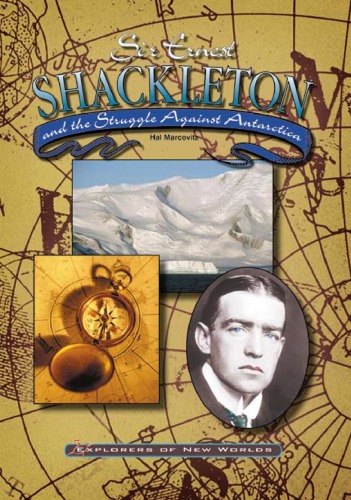 Sir Ernest
SHACKLETON
and the Struggle Against Antarctica
Hal Marcovitz
EXPLORERS OF NEW WORLDS